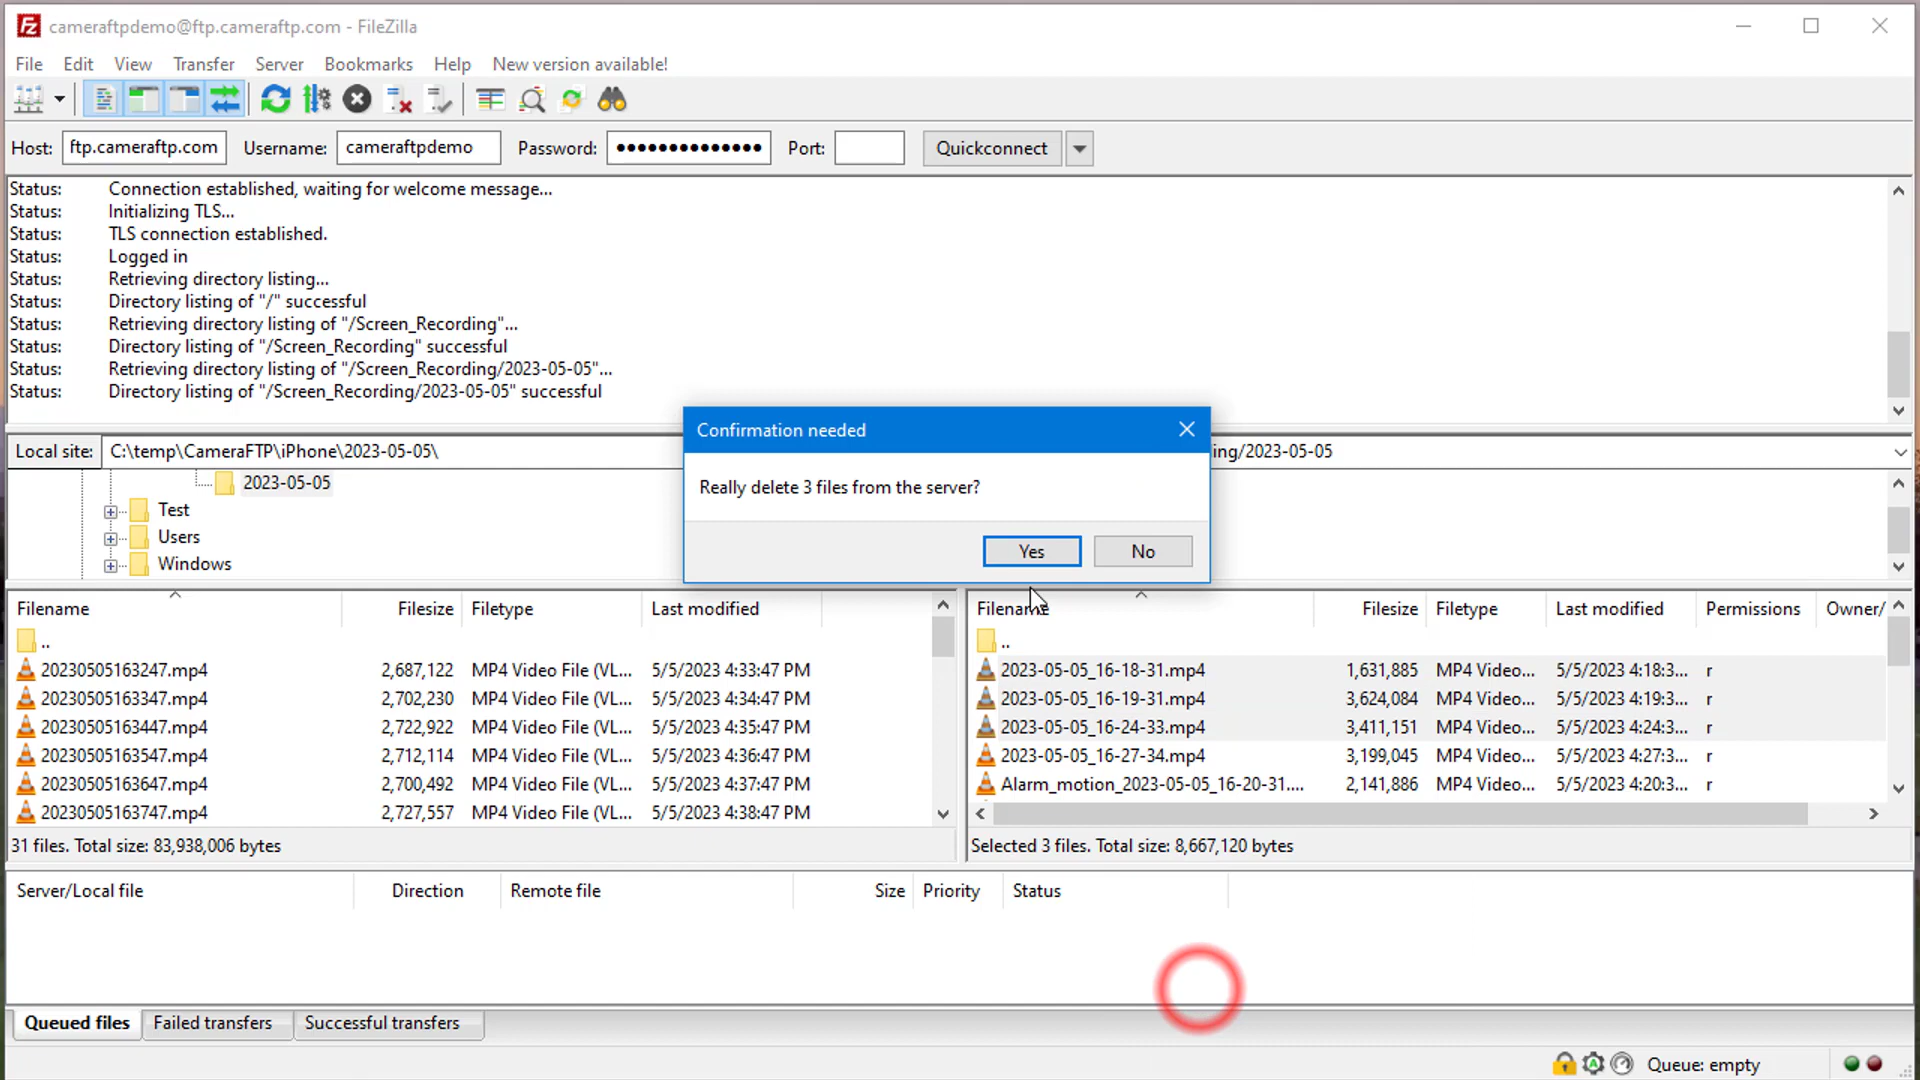 cameraftpdemo@ftp.cameraftp.com - FileZilla
File Edit View Transfer Server Bookmarks Help New version available!
Host: ftp.cameraftp.com Username: cameraftpdemo Password: ●●●●●●●●●●●●●● Port: Quickconnect
Status: Connection established, waiting for welcome message...
Status: Initializing TLS...
Status: TLS connection established.
Status: Logged in
Status: Retrieving directory listing...
Status: Directory listing of "/" successful
Status: Retrieving directory listing of "/Screen_Recording"...
Status: Directory listing of "/Screen_Recording" successful
Status: Retrieving directory listing of "/Screen_Recording/2023-05-05"...
Status: Directory listing of "/Screen_Recording/2023-05-05" successful
Confirmation needed
Really delete 3 files from the server?
Yes No
Local site: C:\temp\CameraFTP\iPhone\2023-05-05\
2023-05-05
Test
Users
Windows
ing/2023-05-05
Filename Filesize Filetype Last modified
..
20230505163247.mp4 2,687,122 MP4 Video File (VL... 5/5/2023 4:33:47 PM
20230505163347.mp4 2,702,230 MP4 Video File (VL... 5/5/2023 4:34:47 PM
20230505163447.mp4 2,722,922 MP4 Video File (VL... 5/5/2023 4:35:47 PM
20230505163547.mp4 2,712,114 MP4 Video File (VL... 5/5/2023 4:36:47 PM
20230505163647.mp4 2,700,492 MP4 Video File (VL... 5/5/2023 4:37:47 PM
20230505163747.mp4 2,727,557 MP4 Video File (VL... 5/5/2023 4:38:47 PM
31 files. Total size: 83,938,006 bytes
Filename Filesize Filetype Last modified Permissions Owner/
..
2023-05-05_16-18-31.mp4 1,631,885 MP4 Video... 5/5/2023 4:18:3... r
2023-05-05_16-19-31.mp4 3,624,084 MP4 Video... 5/5/2023 4:19:3... r
2023-05-05_16-24-33.mp4 3,411,151 MP4 Video... 5/5/2023 4:24:3... r
2023-05-05_16-27-34.mp4 3,199,045 MP4 Video... 5/5/2023 4:27:3... r
Alarm_motion_2023-05-05_16-20-31.... 2,141,886 MP4 Video... 5/5/2023 4:20:3... r
Selected 3 files. Total size: 8,667,120 bytes
Server/Local file Direction Remote file Size Priority Status
Queued files Failed transfers Successful transfers
Queue: empty